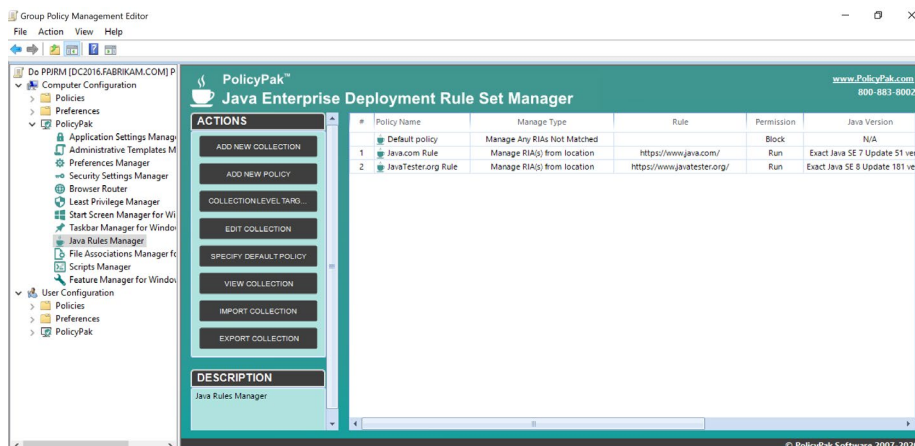 Group Policy Management Editor
File Action View Help
Do PPJRM [DC2016.FABRIKAM.COM] P
Computer Configuration
Policies
Preferences
PolicyPak
Application Settings Manage
Administrative Templates M
Preferences Manager
Security Settings Manager
Browser Router
Least Privilege Manager
Start Screen Manager for Wi
Taskbar Manager for Window
Java Rules Manager
File Associations Manager fo
Scripts Manager
Feature Manager for Window
User Configuration
Policies
Preferences
PolicyPak
PolicyPak™
Java Enterprise Deployment Rule Set Manager
www.PolicyPak.com
800-883-8002
ACTIONS
ADD NEW COLLECTION
ADD NEW POLICY
COLLECTION LEVEL TARG...
EDIT COLLECTION
SPECIFY DEFAULT POLICY
VIEW COLLECTION
IMPORT COLLECTION
EXPORT COLLECTION
DESCRIPTION
Java Rules Manager
# Policy Name Manage Type Rule Permission Java Version
Default policy Manage Any RIAs Not Matched Block N/A
1 Java.com Rule Manage RIA(s) from location https://www.java.com/ Run Exact Java SE 7 Update 51 ver
2 JavaTester.org Rule Manage RIA(s) from location https://www.javatester.org/ Run Exact Java SE 8 Update 181 ve
© PolicyPak Software 2007-2020